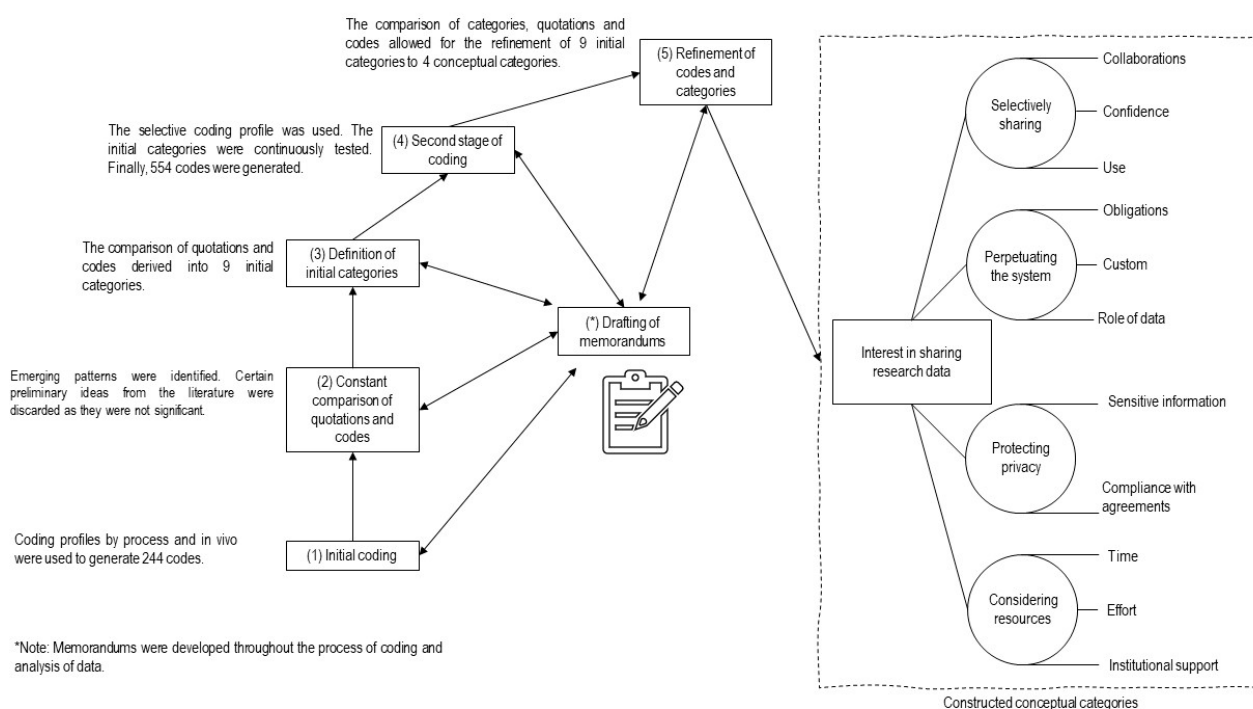 The comparison of categories, quotations and
codes allowed for the refinement of 9 initial
categories to 4 conceptual categories.
(5) Refinement of
codes and
categories
The selective coding profile was used. The
initial categories were continuously tested.
Finally, 554 codes were generated.
(4) Second stage of
coding
The comparison of quotations and
codes derived into 9 initial
categories.
(3) Definition of
initial categories
(*) Drafting of
memorandums
Emerging patterns were identified. Certain
preliminary ideas from the literature were
discarded as they were not significant.
(2) Constant
comparison of
quotations and
codes
Coding profiles by process and in vivo
were used to generate 244 codes.
(1) Initial coding
*Note: Memorandums were developed throughout the process of coding and
analysis of data.
Interest in sharing
research data
Selectively
sharing
Collaborations
Confidence
Use
Perpetuating
the system
Obligations
Custom
Role of data
Protecting
privacy
Sensitive information
Compliance with
agreements
Considering
resources
Time
Effort
Institutional support
Constructed conceptual categories